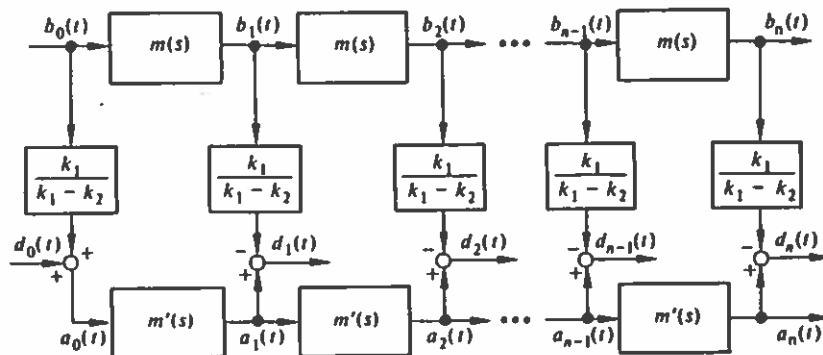 b₀(t) m(s) b₁(t) m(s) b₂(t) ••• bₙ₋₁(t) m(s) bₙ(t)
k₁ k₁ k₁ k₁ k₁
k₁ − k₂ k₁ − k₂ k₁ − k₂ k₁ − k₂ k₁ − k₂
d₀(t) + − d₁(t) − d₂(t) − dₙ₋₁(t) − dₙ(t)
+ + + + +
m′(s) m′(s) ••• m′(s)
a₀(t) a₁(t) a₂(t) aₙ₋₁(t) aₙ(t)